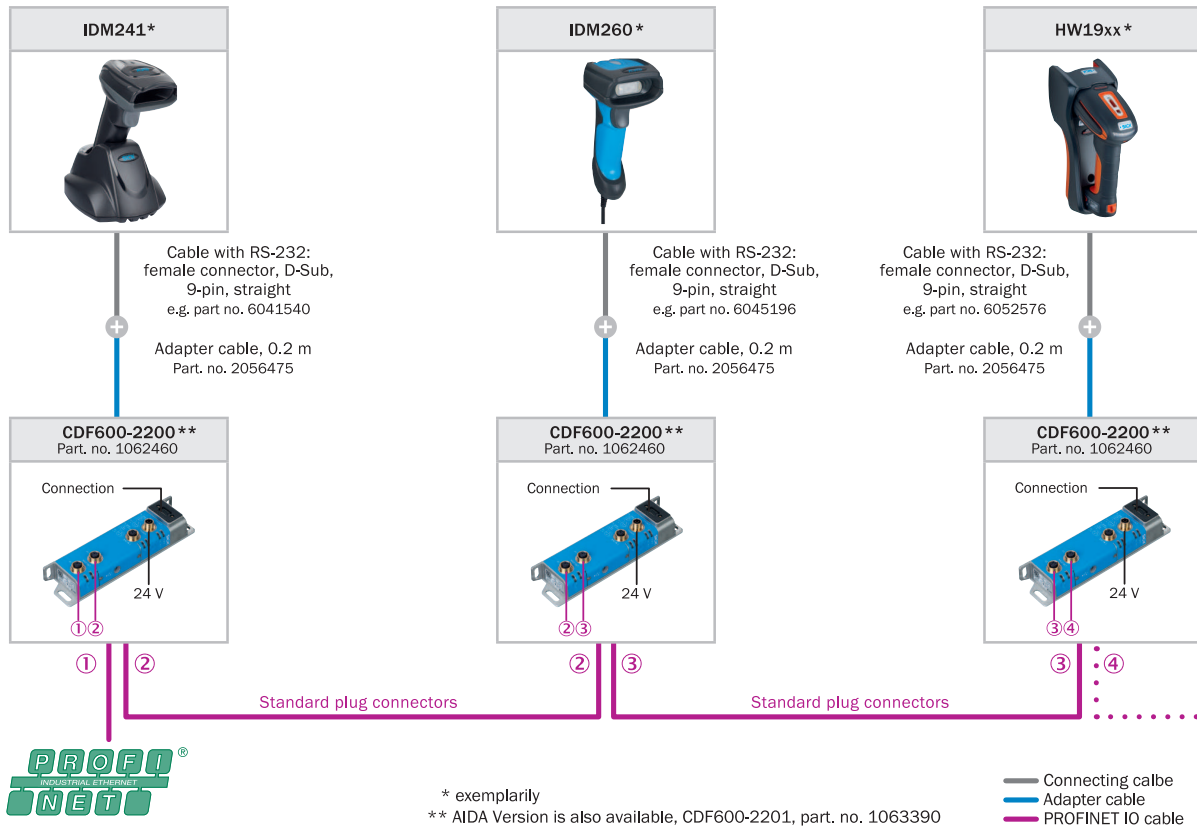 IDM241*
IDM260*
HW19xx*
Cable with RS-232:
female connector, D-Sub,
9-pin, straight
e.g. part no. 6041540
Adapter cable, 0.2 m
Part. no. 2056475
Cable with RS-232:
female connector, D-Sub,
9-pin, straight
e.g. part no. 6045196
Adapter cable, 0.2 m
Part. no. 2056475
Cable with RS-232:
female connector, D-Sub,
9-pin, straight
e.g. part no. 6052576
Adapter cable, 0.2 m
Part. no. 2056475
CDF600-2200**
Part. no. 1062460
Connection
24 V
①②
CDF600-2200**
Part. no. 1062460
Connection
24 V
②③
CDF600-2200**
Part. no. 1062460
Connection
24 V
③④
① ②
② ③
③ ④
Standard plug connectors
Standard plug connectors
PROFI®
INDUSTRIAL ETHERNET
NET
* exemplarily
** AIDA Version is also available, CDF600-2201, part. no. 1063390
Connecting calbe
Adapter cable
PROFINET IO cable